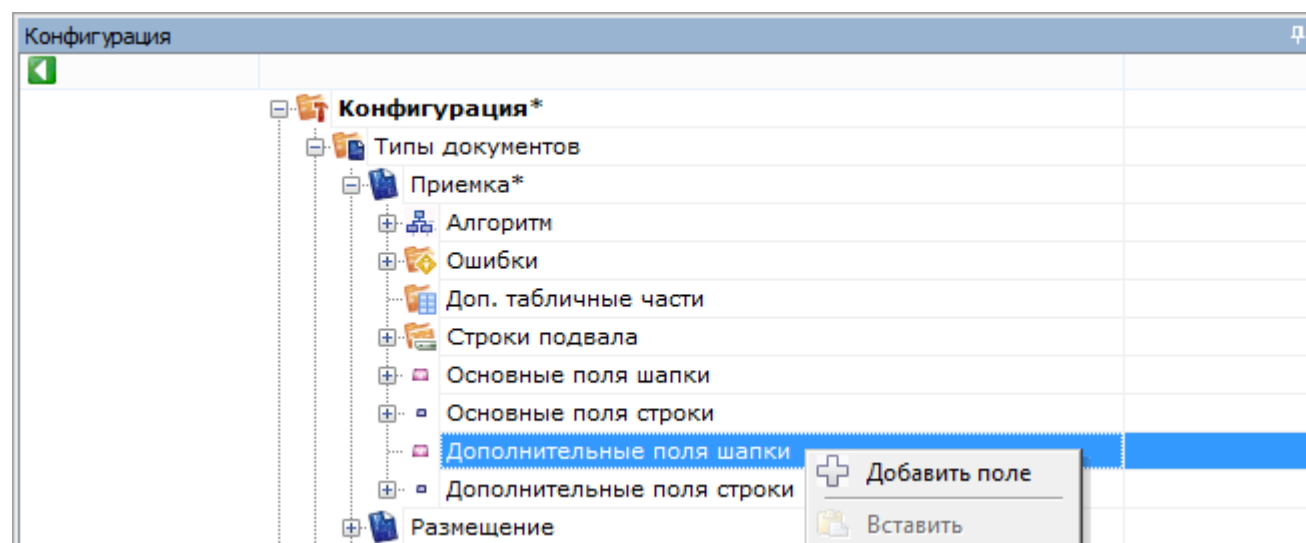 Конфигурация
Конфигурация*
Типы документов
Приемка*
Алгоритм
Ошибки
Доп. табличные части
Строки подвала
Основные поля шапки
Основные поля строки
Дополнительные поля шапки
Добавить поле
Дополнительные поля строки
Вставить
Размещение